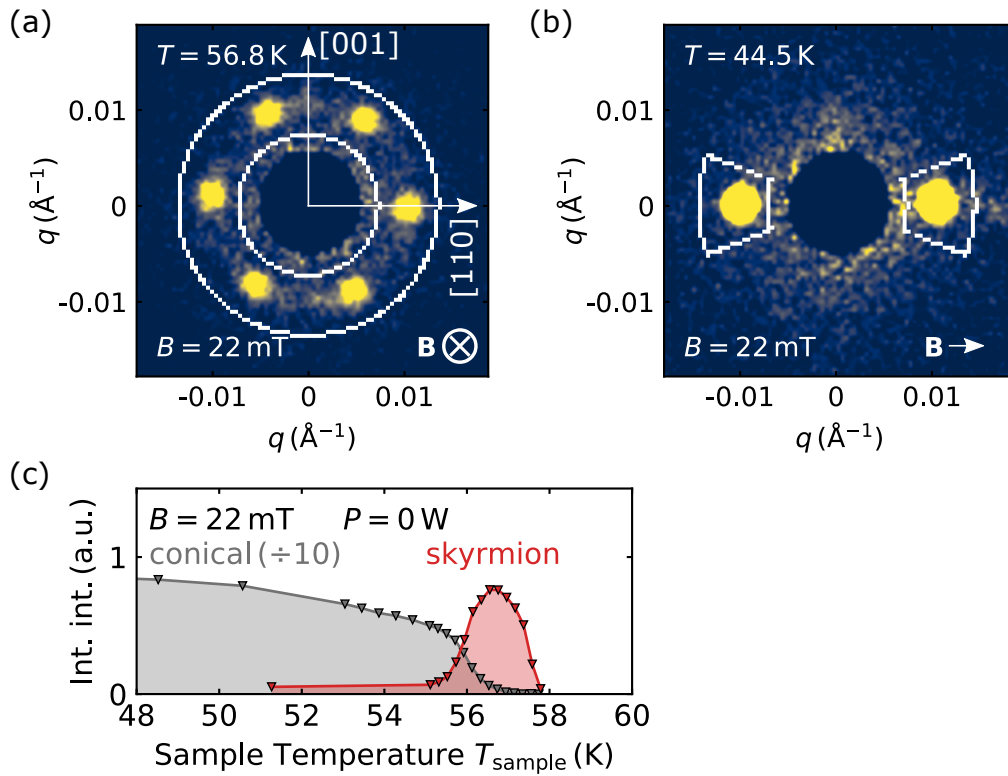 (a)
T = 56.8 K
[001]
[110]
B = 22 mT
B
0.01
0
-0.01
q (Å⁻¹)
-0.01
0
0.01
q (Å⁻¹)
(b)
T = 44.5 K
B = 22 mT
B
0.01
0
-0.01
q (Å⁻¹)
-0.01
0
0.01
q (Å⁻¹)
(c)
B = 22 mT
P = 0 W
conical (÷10)
skyrmion
Int. int. (a.u.)
1
0
48 50 52 54 56 58 60
Sample Temperature Tsample (K)